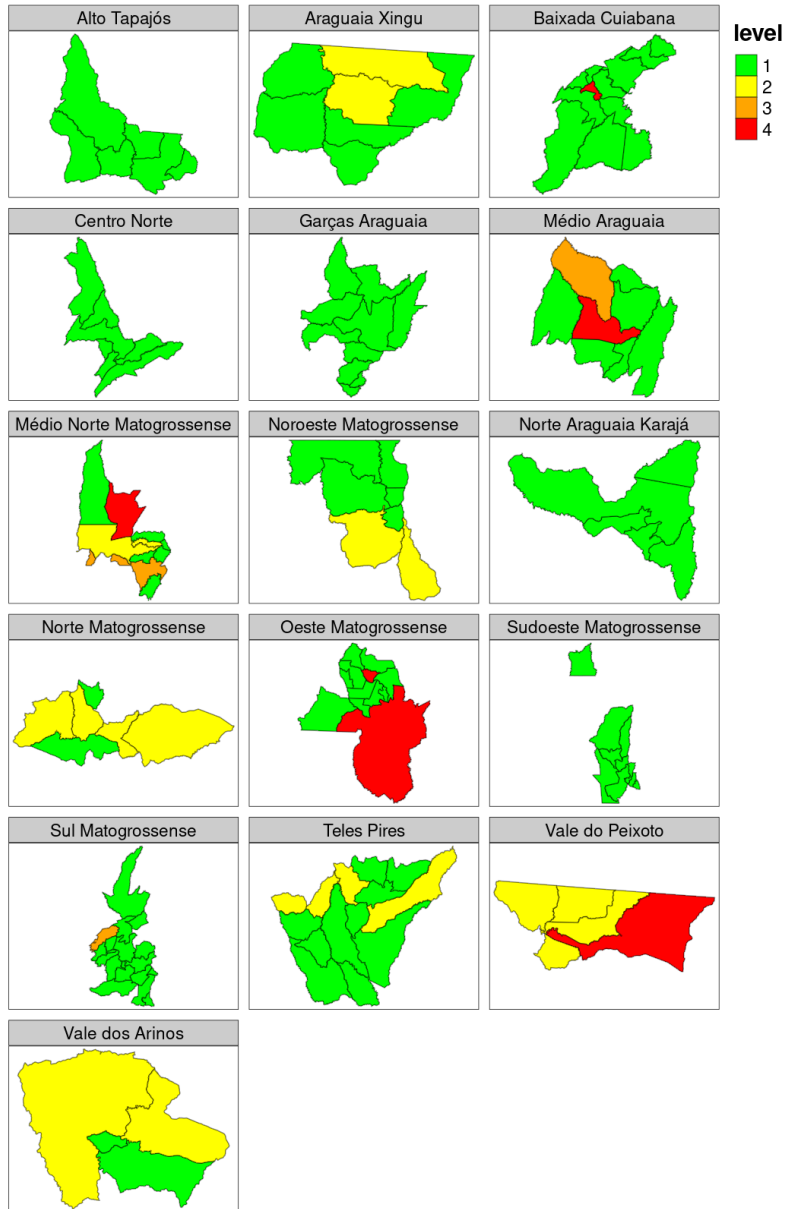 Alto Tapajós
Araguaia Xingu
Baixada Cuiabana
level
1
2
3
4
Centro Norte
Garças Araguaia
Médio Araguaia
Médio Norte Matogrossense
Noroeste Matogrossense
Norte Araguaia Karajá
Norte Matogrossense
Oeste Matogrossense
Sudoeste Matogrossense
Sul Matogrossense
Teles Pires
Vale do Peixoto
Vale dos Arinos